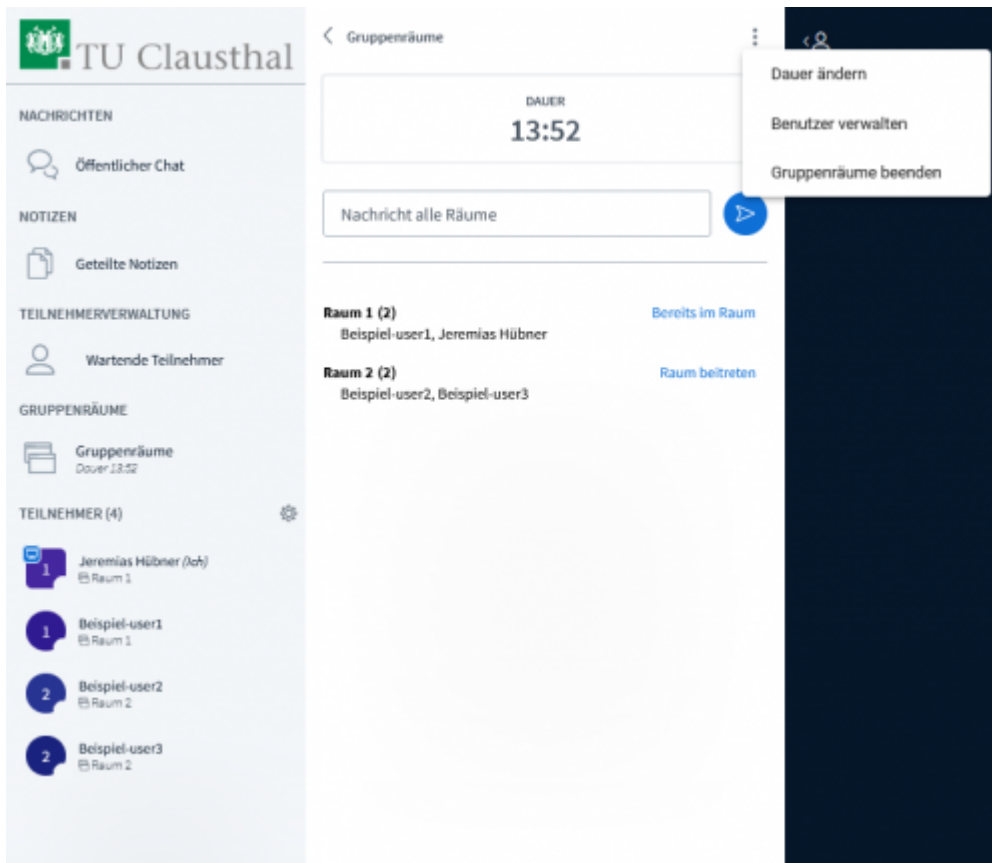 TU Clausthal
NACHRICHTEN
Öffentlicher Chat
NOTIZEN
Geteilte Notizen
TEILNEHMERVERWALTUNG
Wartende Teilnehmer
GRUPPENRÄUME
Gruppenräume
Dauer 13:52
TEILNEHMER (4)
1
Jeremias Hübner (Ich)
Raum 1
1
Beispiel-user1
Raum 1
2
Beispiel-user2
Raum 2
2
Beispiel-user3
Raum 2
Gruppenräume
DAUER
13:52
Nachricht alle Räume
Raum 1 (2) Bereits im Raum
Beispiel-user1, Jeremias Hübner
Raum 2 (2) Raum beitreten
Beispiel-user2, Beispiel-user3
Dauer ändern
Benutzer verwalten
Gruppenräume beenden